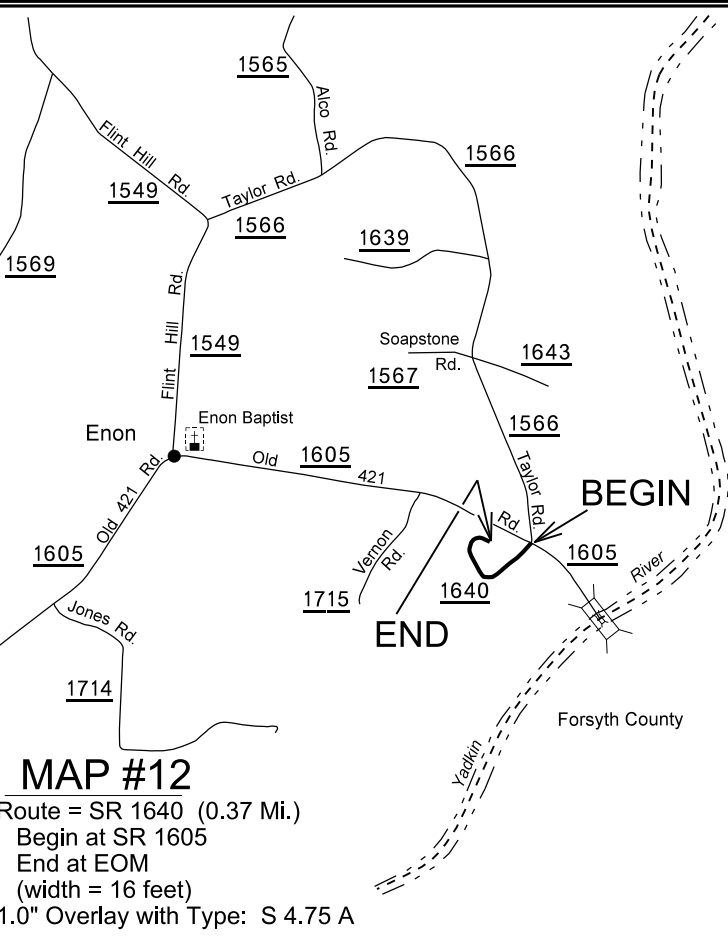 1565
Alco Rd.
Flint Hill Rd.
1549
Taylor Rd.
1566
1566
1569
1639
Flint Hill Rd.
1549
Soapstone Rd.
1567
1643
Enon
Enon Baptist
1566
Taylor Rd.
Old 421 Rd.
1605
Old 421 Rd.
1605
BEGIN
1605
River
Vernon Rd.
1715
1640
END
Jones Rd.
1714
Forsyth County
Yadkin
MAP #12
Route = SR 1640 (0.37 Mi.)
Begin at SR 1605
End at EOM
(width = 16 feet)
1.0" Overlay with Type: S 4.75 A